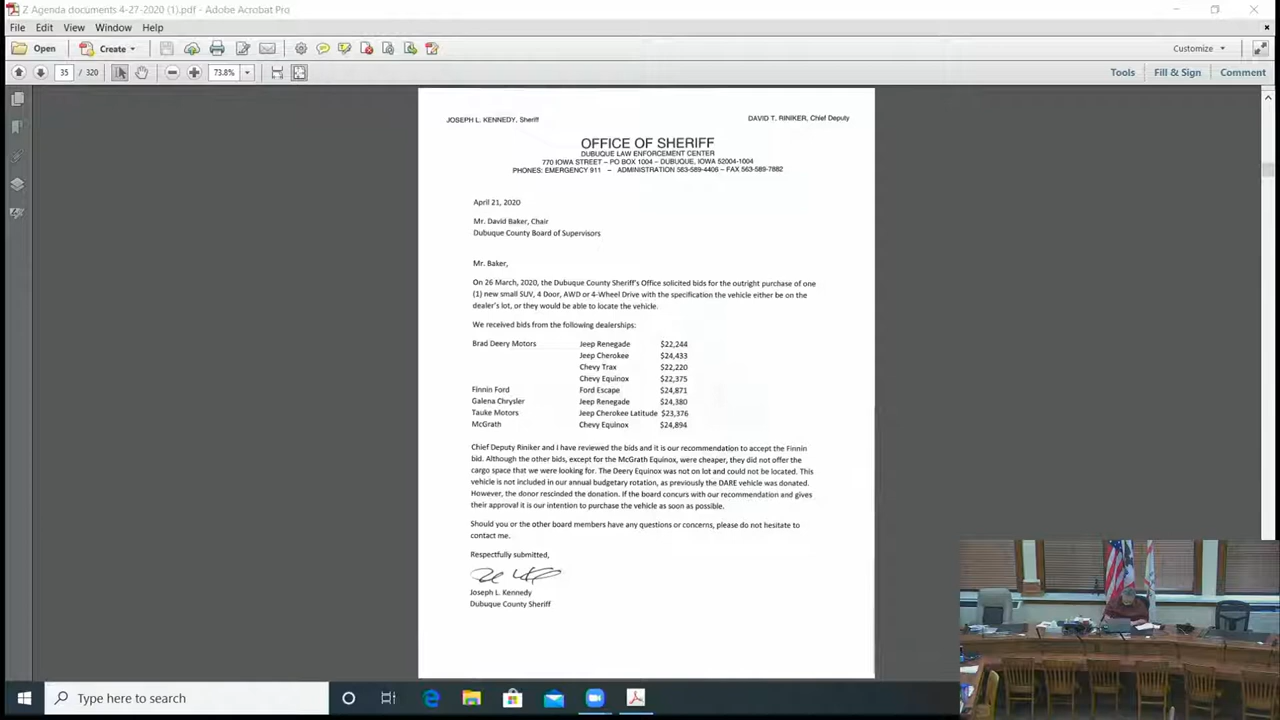 Z Agenda documents 4-27-2020 (1).pdf - Adobe Acrobat Pro
File Edit View Window Help
Open Create Customize
35 / 320 73.8% Tools Fill & Sign Comment
JOSEPH L. KENNEDY, Sheriff DAVID T. RINIKER, Chief Deputy
OFFICE OF SHERIFF
DUBUQUE LAW ENFORCEMENT CENTER
770 IOWA STREET – PO BOX 1004 – DUBUQUE, IOWA 52004-1004
PHONES: EMERGENCY 911 – ADMINISTRATION 563-589-4406 – FAX 563-589-7882
April 21, 2020
Mr. David Baker, Chair
Dubuque County Board of Supervisors
Mr. Baker,
On 26 March, 2020, the Dubuque County Sheriff's Office solicited bids for the outright purchase of one
(1) new small SUV, 4 Door, AWD or 4-Wheel Drive with the specification the vehicle either be on the
dealer's lot, or they would be able to locate the vehicle.
We received bids from the following dealerships:
Brad Deery Motors Jeep Renegade $22,244
Jeep Cherokee $24,433
Chevy Trax $22,220
Chevy Equinox $22,375
Finnin Ford Ford Escape $24,871
Galena Chrysler Jeep Renegade $24,380
Tauke Motors Jeep Cherokee Latitude $23,376
McGrath Chevy Equinox $24,894
Chief Deputy Riniker and I have reviewed the bids and it is our recommendation to accept the Finnin
bid. Although the other bids, except for the McGrath Equinox, were cheaper, they did not offer the
cargo space that we were looking for. The Deery Equinox was not on lot and could not be located. This
vehicle is not included in our annual budgetary rotation, as previously the DARE vehicle was donated.
However, the donor rescinded the donation. If the board concurs with our recommendation and gives
their approval it is our intention to purchase the vehicle as soon as possible.
Should you or the other board members have any questions or concerns, please do not hesitate to
contact me.
Respectfully submitted,
Joseph L. Kennedy
Dubuque County Sheriff
Type here to search